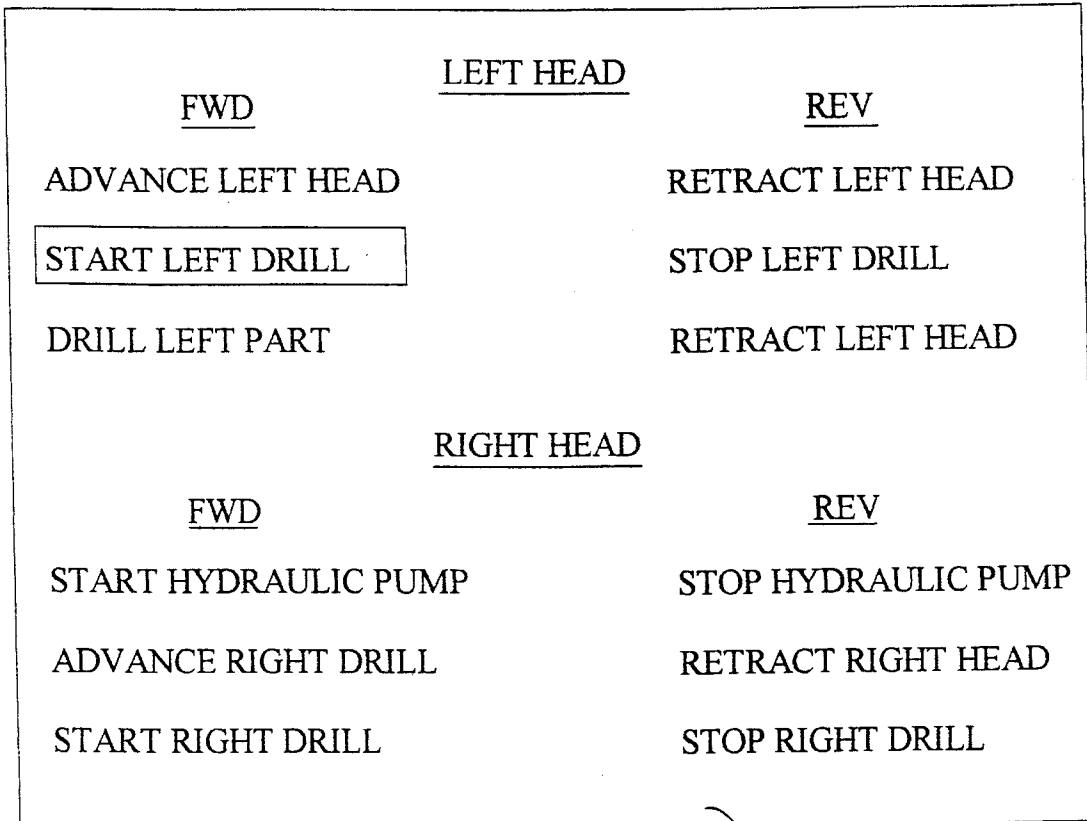 LEFT HEAD
FWD REV
ADVANCE LEFT HEAD RETRACT LEFT HEAD
START LEFT DRILL STOP LEFT DRILL
DRILL LEFT PART RETRACT LEFT HEAD
RIGHT HEAD
FWD REV
START HYDRAULIC PUMP STOP HYDRAULIC PUMP
ADVANCE RIGHT DRILL RETRACT RIGHT HEAD
START RIGHT DRILL STOP RIGHT DRILL